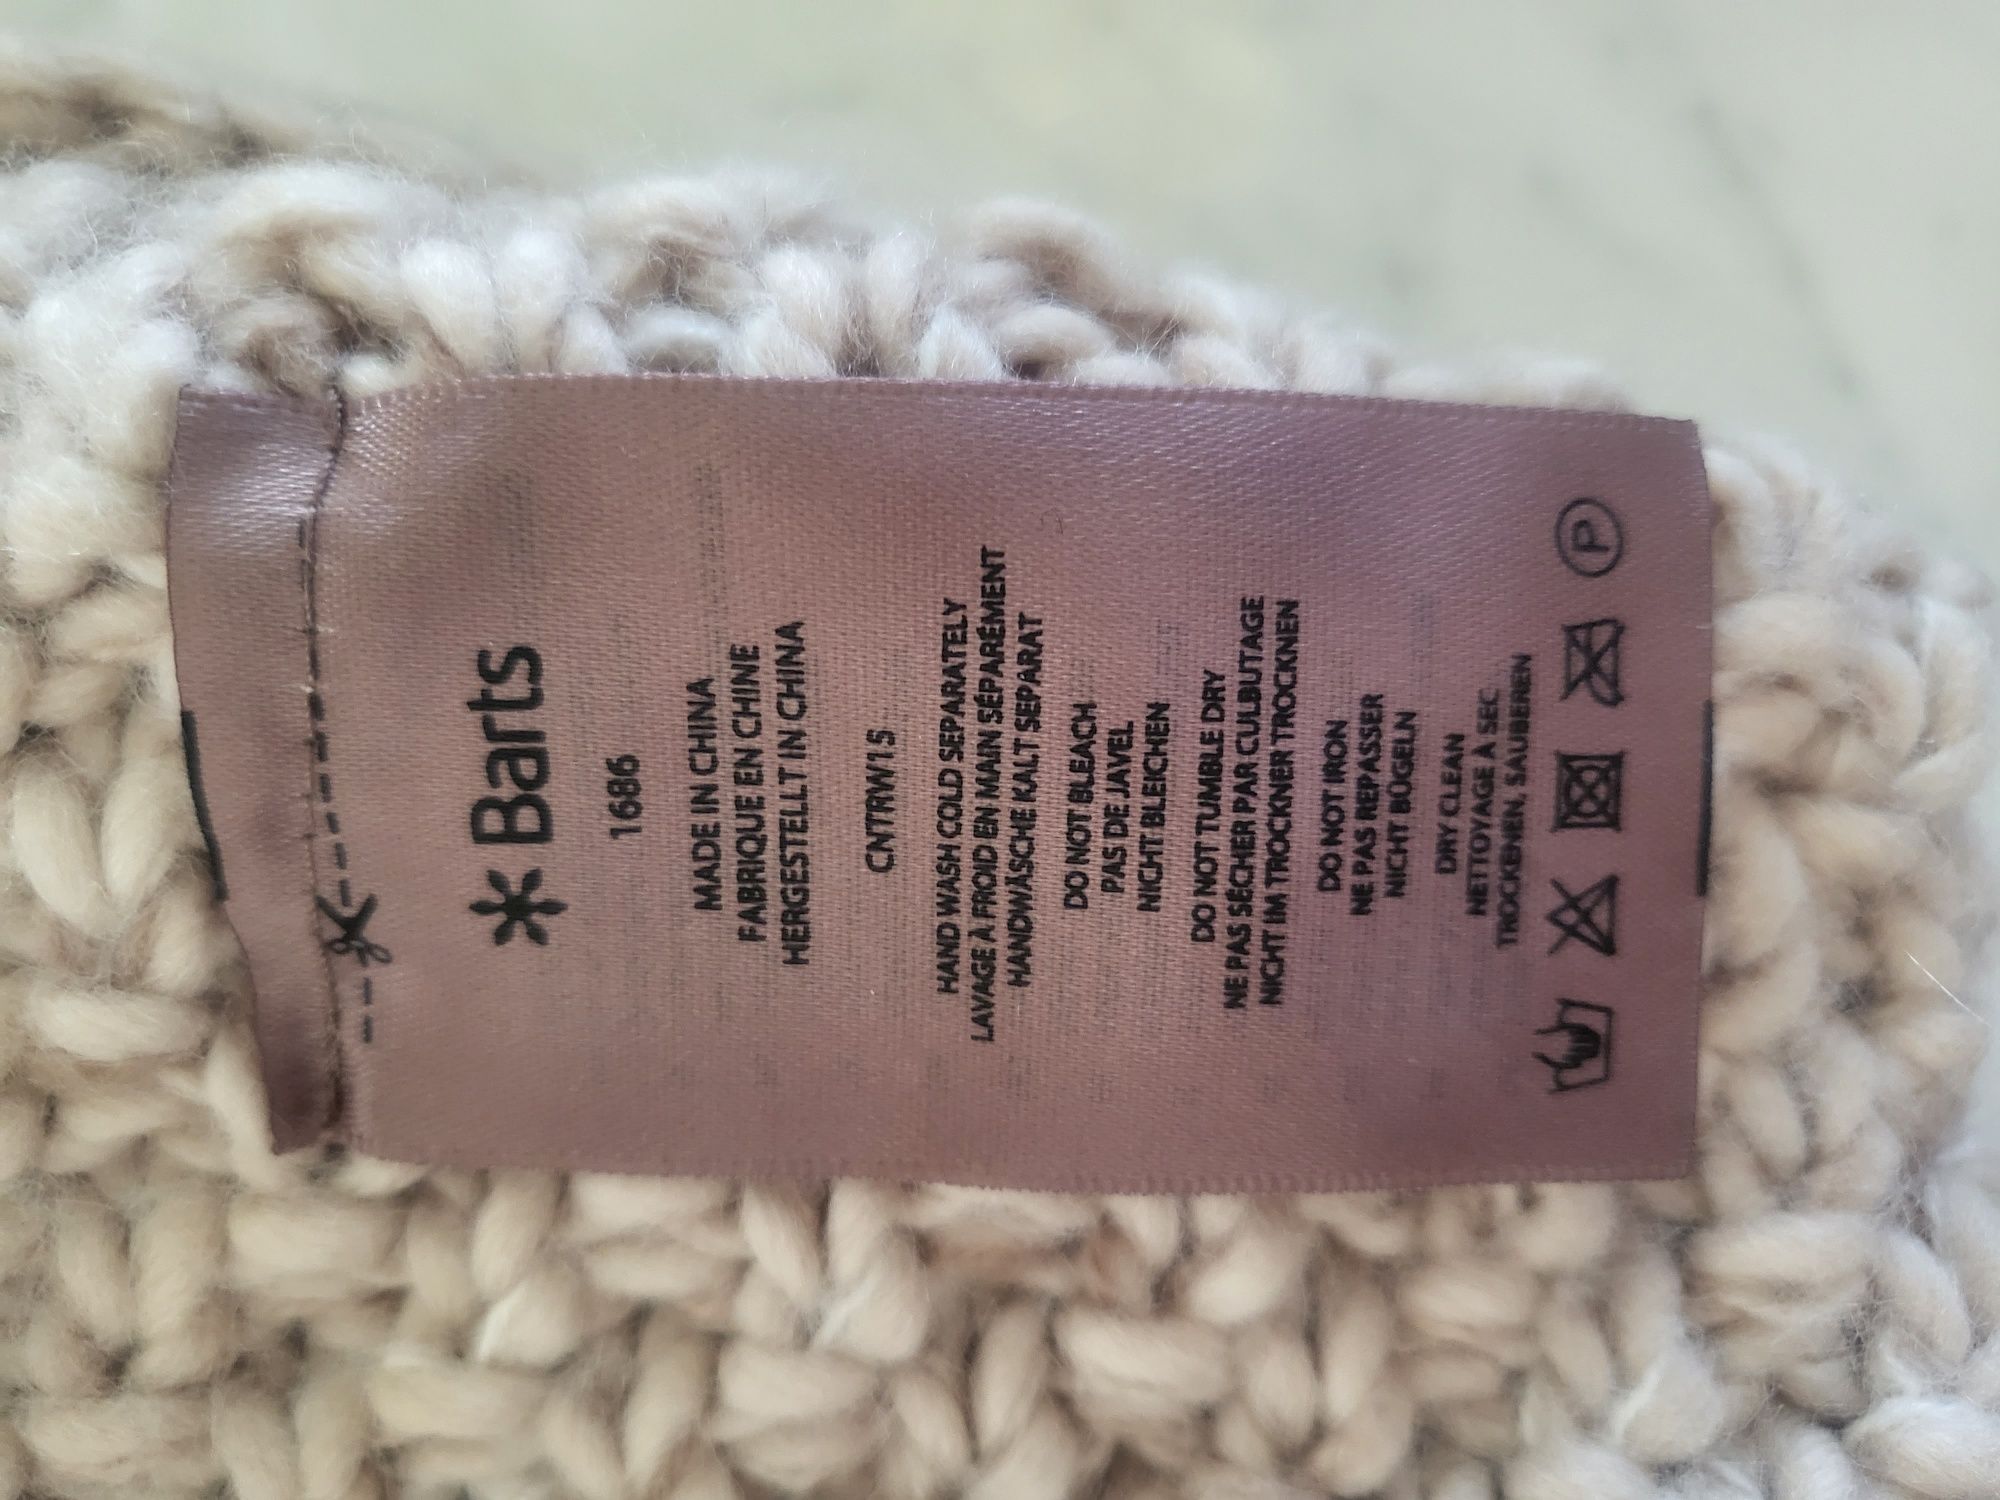 Barts
1686
MADE IN CHINA
FABRIQUE EN CHINE
HERGESTELLT IN CHINA
CNTRW15
HAND WASH COLD SEPARATELY
LAVAGE À FROID EN MAIN SÉPARÉMENT
HANDWÄSCHE KALT SEPARAT
DO NOT BLEACH
PAS DE JAVEL
NICHT BLEICHEN
DO NOT TUMBLE DRY
NE PAS SÉCHER PAR CULBUTAGE
NICHT IM TROCKNER TROCKNEN
DO NOT IRON
NE PAS REPASSER
NICHT BÜGELN
DRY CLEAN
NETTOYAGE À SEC
TROCKENEN, SAUBEREN
P